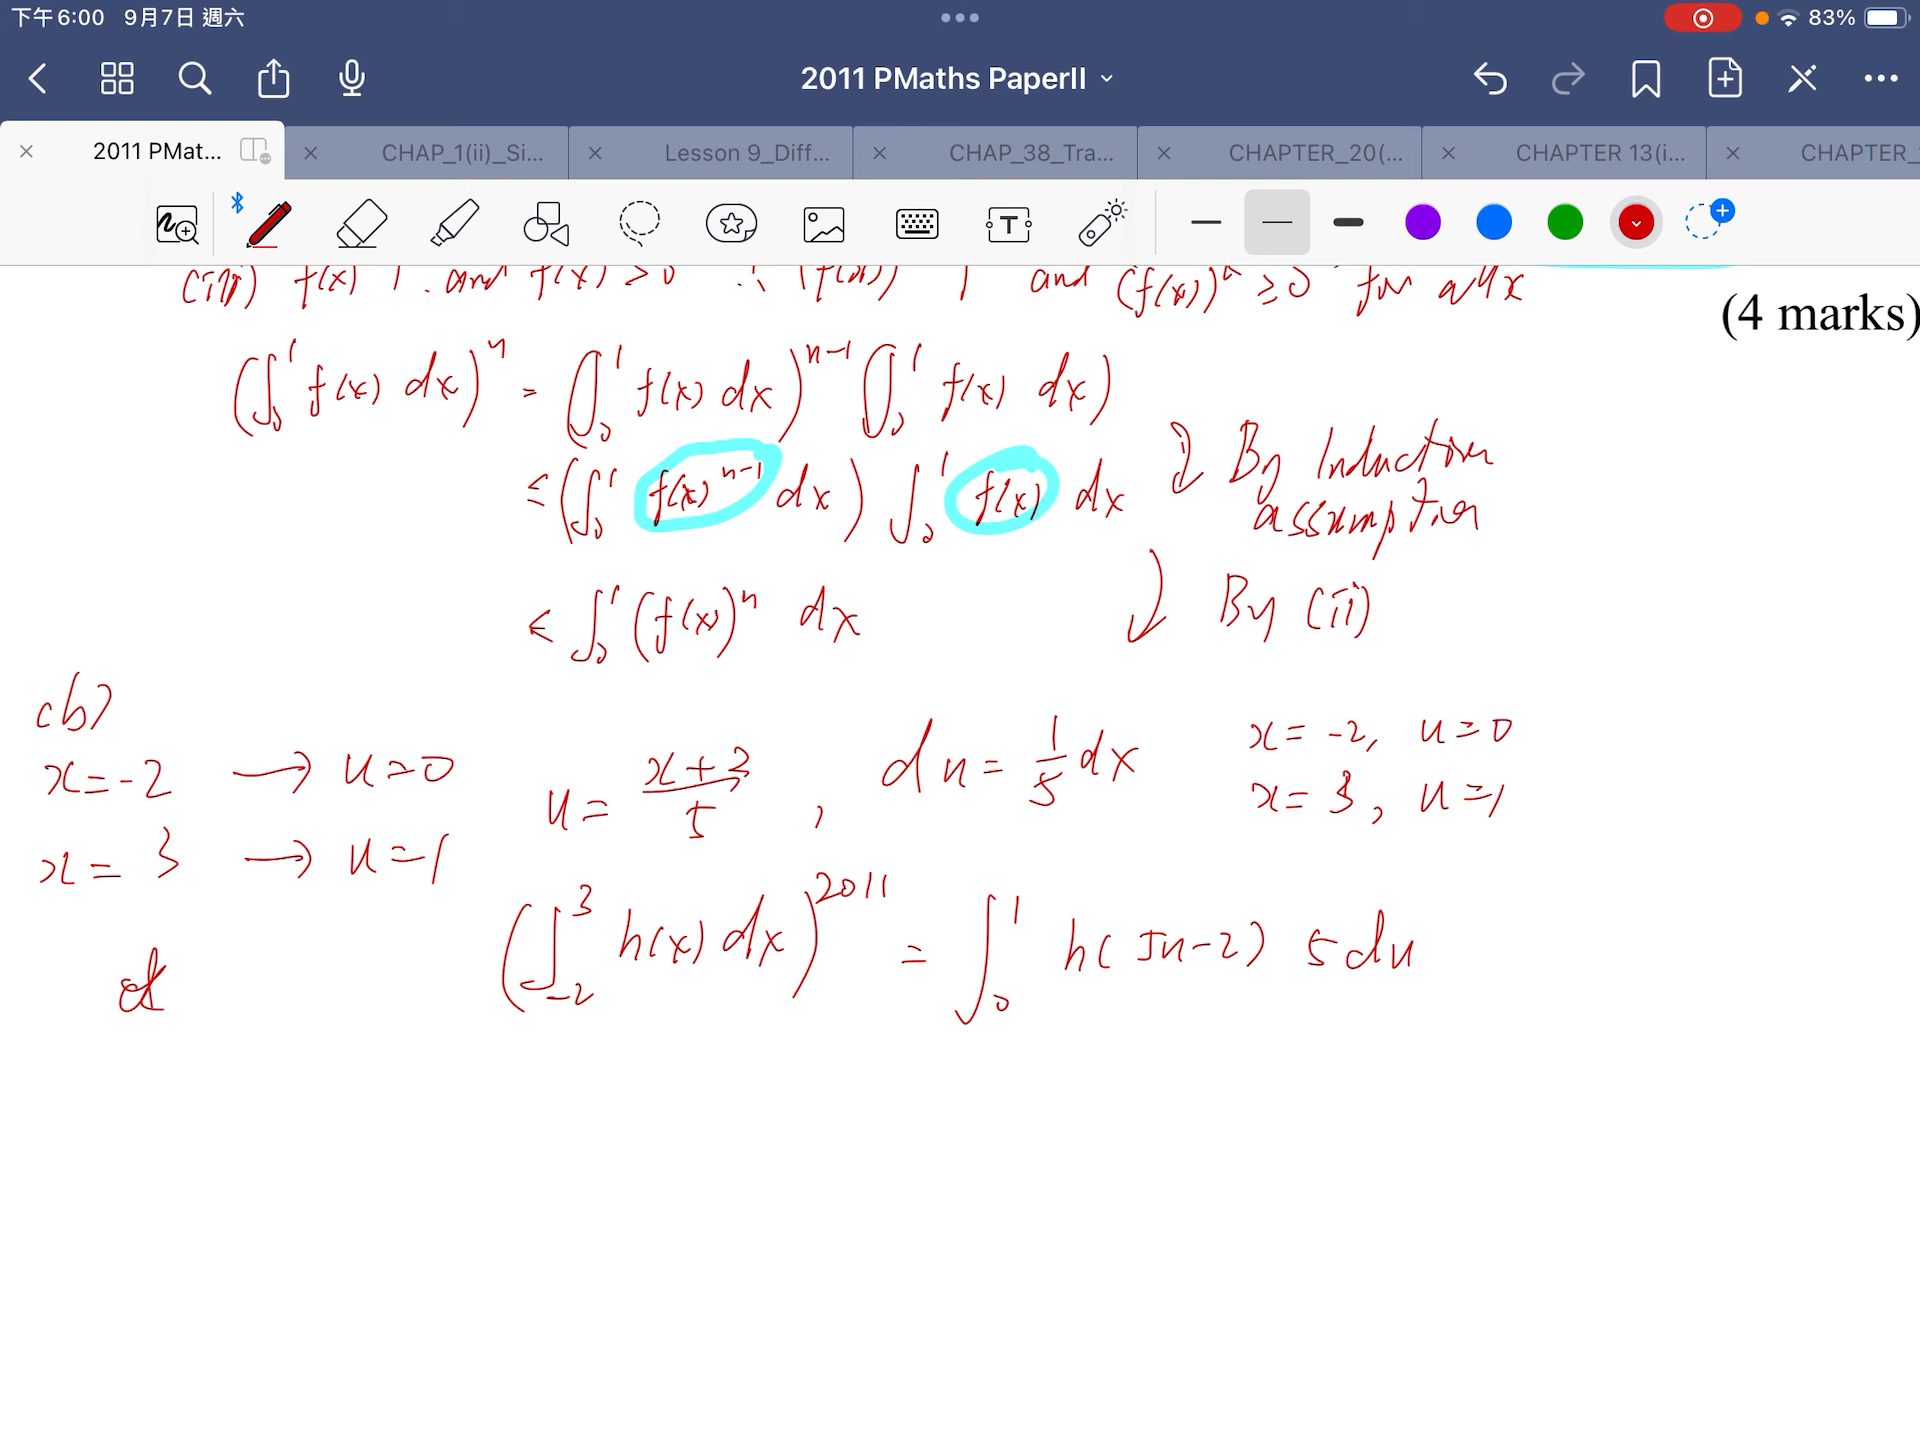 下午6:00 9月7日 週六
83%
2011 PMaths PaperII
2011 PMat...
CHAP_1(ii)_Si...
Lesson 9_Diff...
CHAP_38_Tra...
CHAPTER_20(...
CHAPTER 13(i...
CHAPTER_
(iii) f(x) ↑. and f(x) ≥ 0 ∴ (f(x)) ↑ and (f(x))ⁿ ≥ 0 for all x
(4 marks)
(∫₀¹ f(x) dx)ⁿ = (∫₀¹ f(x) dx)ⁿ⁻¹ (∫₀¹ f(x) dx)
≤ (∫₀¹ f(x)ⁿ⁻¹ dx) ∫₀¹ f(x) dx
By Inductive
assumption
≤ ∫₀¹ (f(x))ⁿ dx
By (ii)
(b)
x = -2 → u = 0
x = 3 → u = 1
u = (x+2)/5 , du = 1/5 dx
x = -2, u = 0
x = 3, u = 1
(∫₋₂³ h(x) dx)²⁰¹¹ = ∫₀¹ h(5u-2) 5du